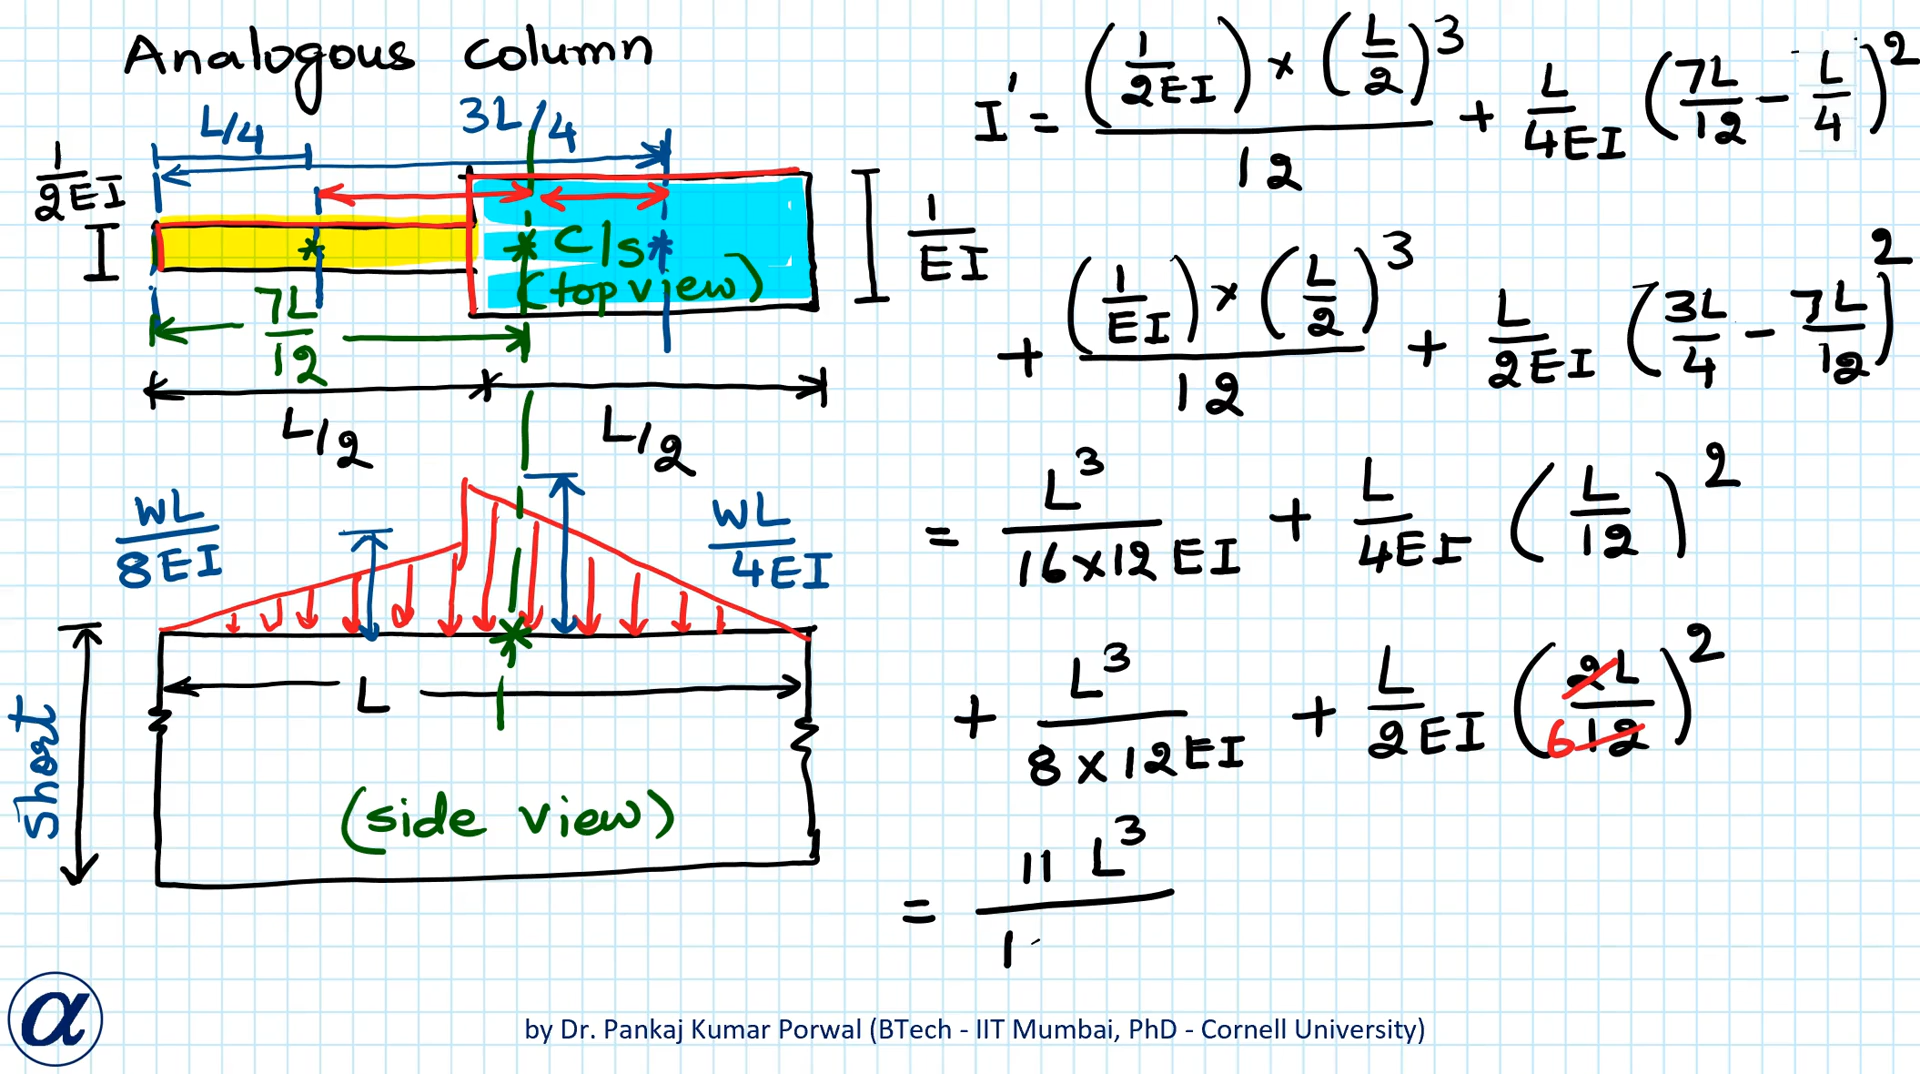 Analogous column
L/4
3L/4
1/2EI
I
C/s
(top view)
1/EI
7L/12
L/2
L/2
WL/8EI
WL/4EI
L
Short
(side view)
I' = (1/2EI) × (L/2)³ / 12 + L/4EI (7L/12 - L/4)²
+ (1/EI) × (L/2)³ / 12 + L/2EI (3L/4 - 7L/12)²
= L³ / 16×12EI + L/4EI (L/12)²
+ L³ / 8×12EI + L/2EI (2L/12)² 6
= 11 L³ / 1
α
by Dr. Pankaj Kumar Porwal (BTech - IIT Mumbai, PhD - Cornell University)